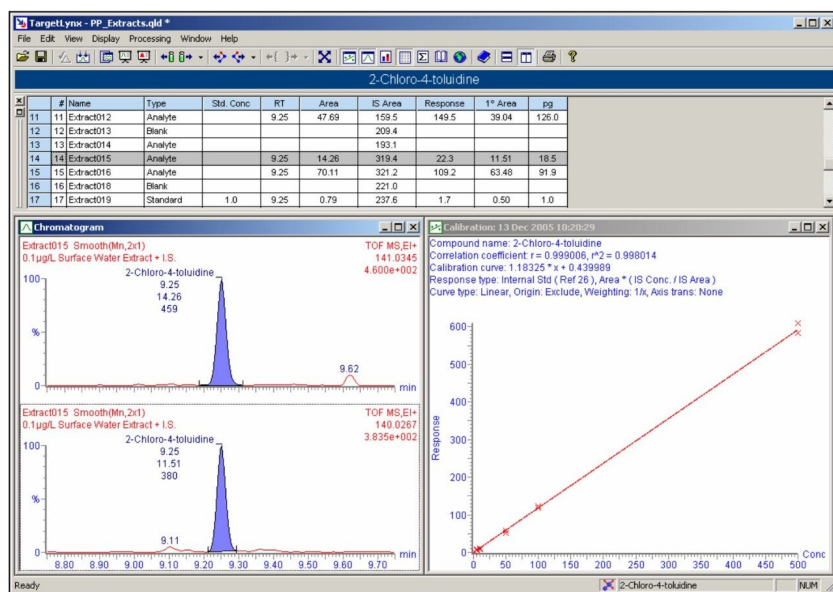 TargetLynx - PP_Extracts.qld *
File Edit View Display Processing Window Help
2-Chloro-4-toluidine
# Name Type Std. Conc RT Area IS Area Response 1° Area pg
11 11 Extract012 Analyte 9.25 47.69 159.5 149.5 39.04 126.0
12 12 Extract013 Blank 209.4
13 13 Extract014 Analyte 193.1
14 14 Extract015 Analyte 9.25 14.26 319.4 22.3 11.51 18.5
15 15 Extract016 Analyte 9.25 70.11 321.2 109.2 63.48 91.9
16 16 Extract018 Blank 221.0
17 17 Extract019 Standard 1.0 9.25 0.79 237.6 1.7 0.50 1.0
Chromatogram
Extract015 Smooth(Mn,2x1)
0.1µg/L Surface Water Extract + I.S.
TOF MS,EI+
141.0345
4.600e+002
2-Chloro-4-toluidine
9.25
14.26
459
100
%
0
9.62
min
Extract015 Smooth(Mn,2x1)
0.1µg/L Surface Water Extract + I.S.
TOF MS,EI+
140.0267
3.835e+002
2-Chloro-4-toluidine
9.25
11.51
380
100
%
0
9.11
min
8.80 8.90 9.00 9.10 9.20 9.30 9.40 9.50 9.60 9.70
Calibration: 13 Dec 2005 10:20:29
Compound name: 2-Chloro-4-toluidine
Correlation coefficient: r = 0.999006, r^2 = 0.998014
Calibration curve: 1.18325 * x + 0.439989
Response type: Internal Std ( Ref 26 ), Area * ( IS Conc. / IS Area )
Curve type: Linear, Origin: Exclude, Weighting: 1/x, Axis trans: None
600
500
400
300
200
100
0
Response
0 50 100 150 200 250 300 350 400 450 500
Conc
Ready
2-Chloro-4-toluidine
NUM